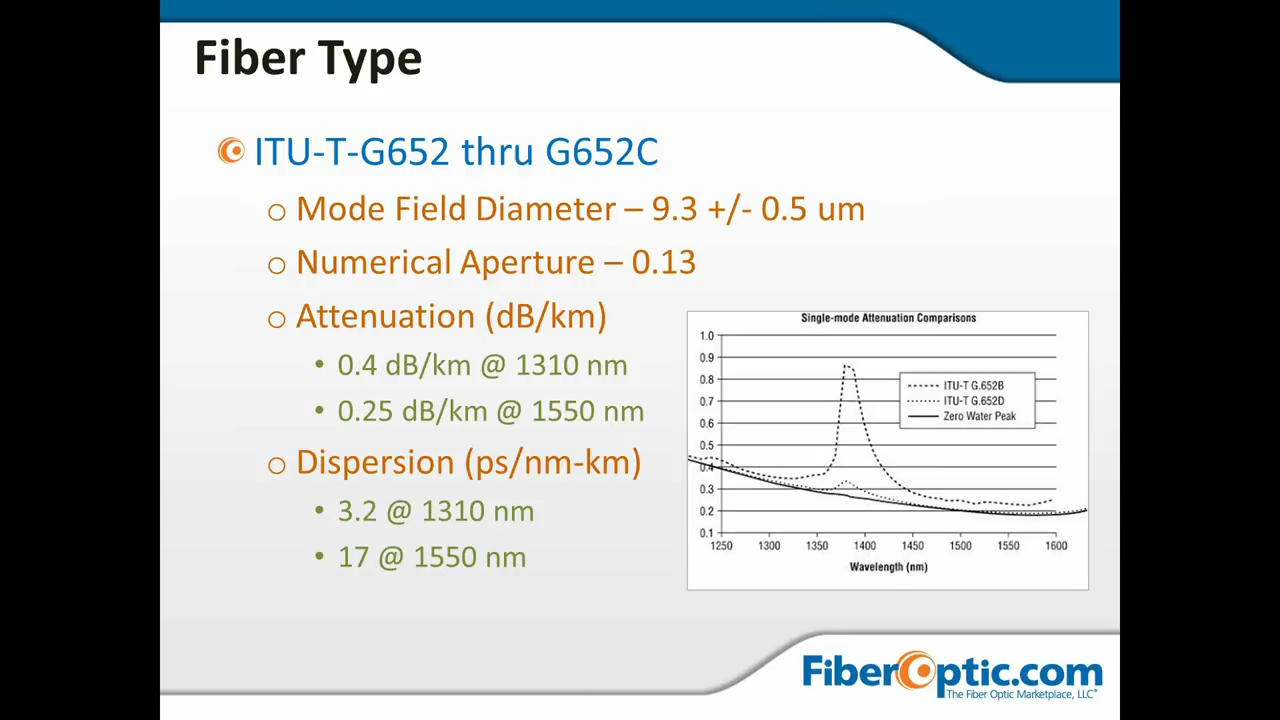 Fiber Type
ITU-T-G652 thru G652C
o Mode Field Diameter – 9.3 +/- 0.5 um
o Numerical Aperture – 0.13
o Attenuation (dB/km)
• 0.4 dB/km @ 1310 nm
• 0.25 dB/km @ 1550 nm
o Dispersion (ps/nm-km)
• 3.2 @ 1310 nm
• 17 @ 1550 nm
Single-mode Attenuation Comparisons
1.0
0.9
0.8
0.7
0.6
0.5
0.4
0.3
0.2
0.1
ITU-T G.652B
ITU-T G.652D
Zero Water Peak
1250 1300 1350 1400 1450 1500 1550 1600
Wavelength (nm)
FiberOptic.com
The Fiber Optic Marketplace, LLC®